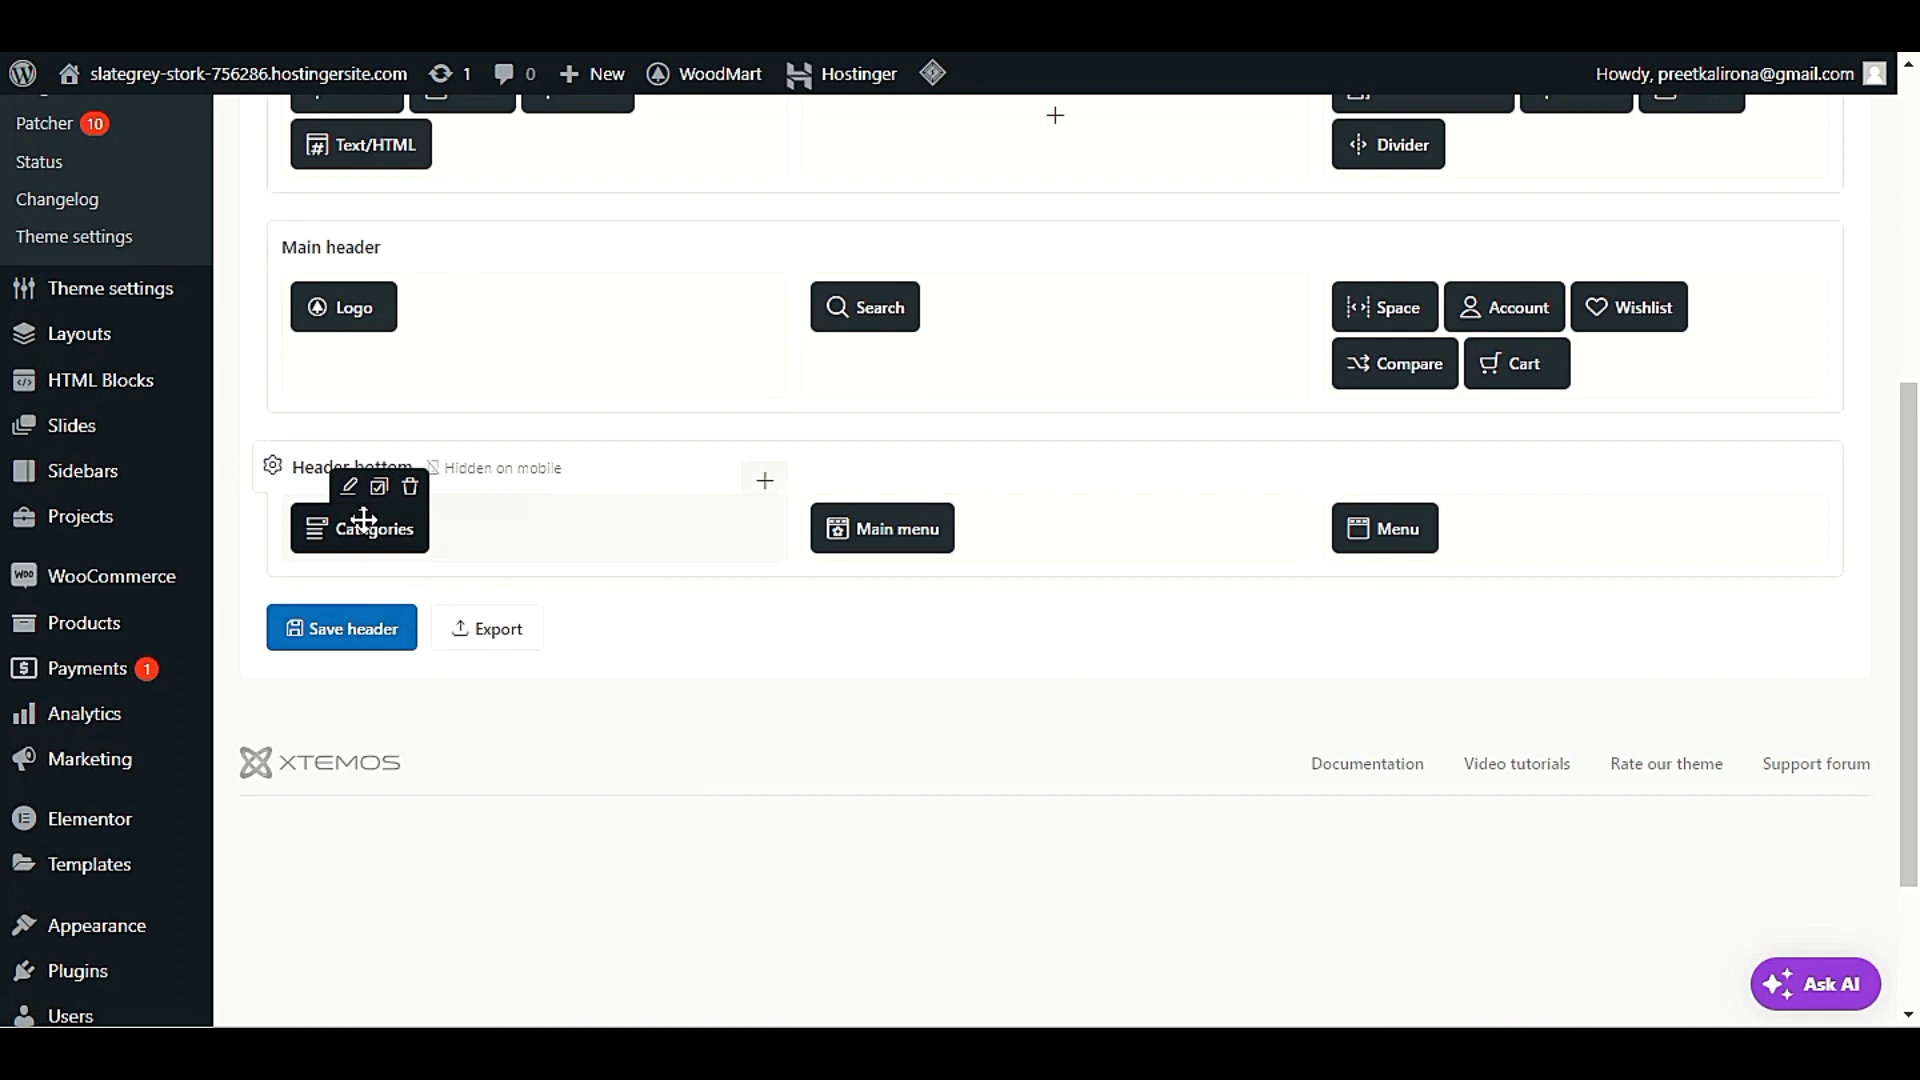 slategrey-stork-756286.hostingersite.com 1 0 New WoodMart Hostinger Howdy, preetkalirona@gmail.com
Patcher 10
Status
Changelog
Theme settings
Theme settings
Layouts
HTML Blocks
Slides
Sidebars
Projects
WooCommerce
Products
Payments 1
Analytics
Marketing
Elementor
Templates
Appearance
Plugins
Users
Text/HTML
Divider
Main header
Logo
Search
Space Account Wishlist
Compare Cart
Header bottom Hidden on mobile
Categories
Main menu
Menu
Save header Export
XTEMOS
Documentation Video tutorials Rate our theme Support forum
Ask AI